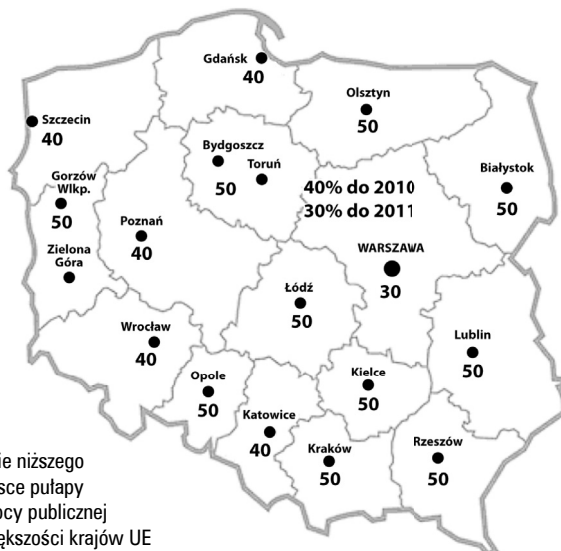 Gdańsk
40
Olsztyn
50
Szczecin
40
Bydgoszcz
Toruń
50
Białystok
50
Gorzów
Wlkp.
50
40% do 2010
30% do 2011
Poznań
40
WARSZAWA
30
Zielona
Góra
Łódź
50
Wrocław
40
Lublin
50
Opole
50
Kielce
50
Katowice
40
Kraków
50
Rzeszów
50
ie niższego
sce pułapy
ocy publicznej
ększości krajów UE